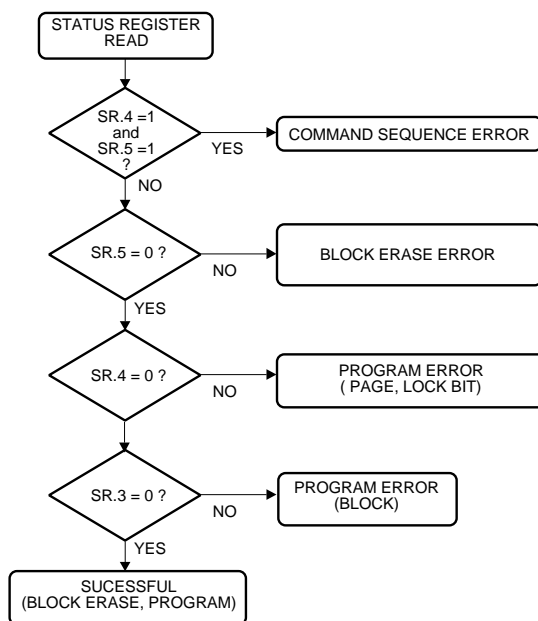 STATUS REGISTER
READ
SR.4 =1
and
SR.5 =1
?
YES
COMMAND SEQUENCE ERROR
NO
SR.5 = 0 ?
NO
BLOCK ERASE ERROR
YES
SR.4 = 0 ?
NO
PROGRAM ERROR
( PAGE, LOCK BIT)
SR.3 = 0 ?
NO
PROGRAM ERROR
(BLOCK)
YES
SUCESSFUL
(BLOCK ERASE, PROGRAM)